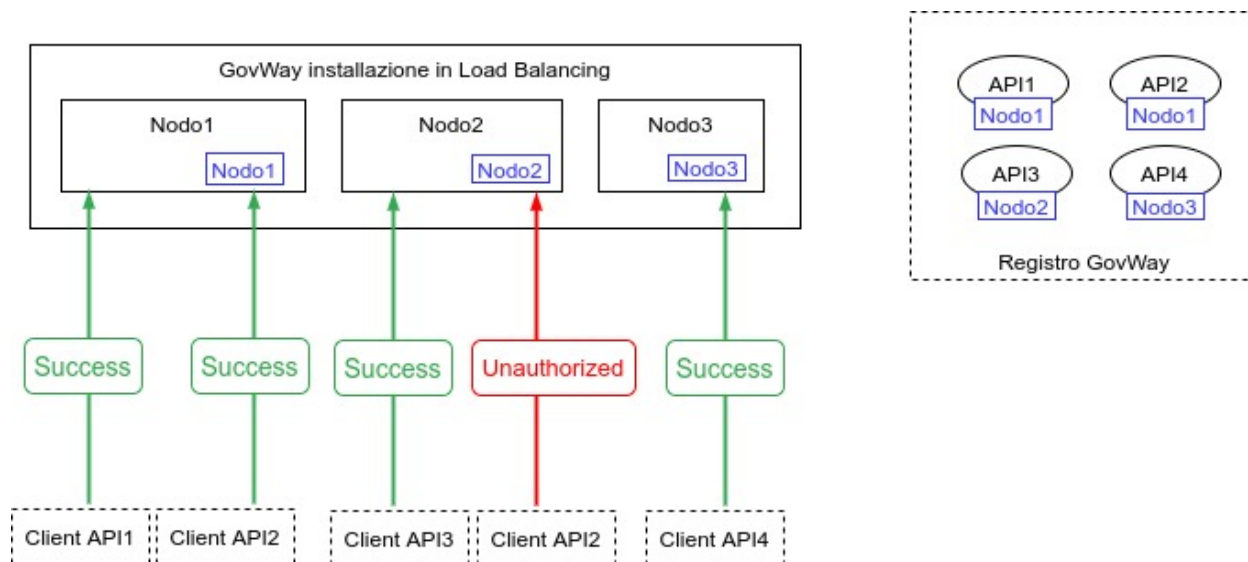 GovWay installazione in Load Balancing
Nodo1
Nodo1
Nodo2
Nodo2
Nodo3
Nodo3
API1
Nodo1
API2
Nodo1
API3
Nodo2
API4
Nodo3
Registro GovWay
Success
Success
Success
Unauthorized
Success
Client API1
Client API2
Client API3
Client API2
Client API4